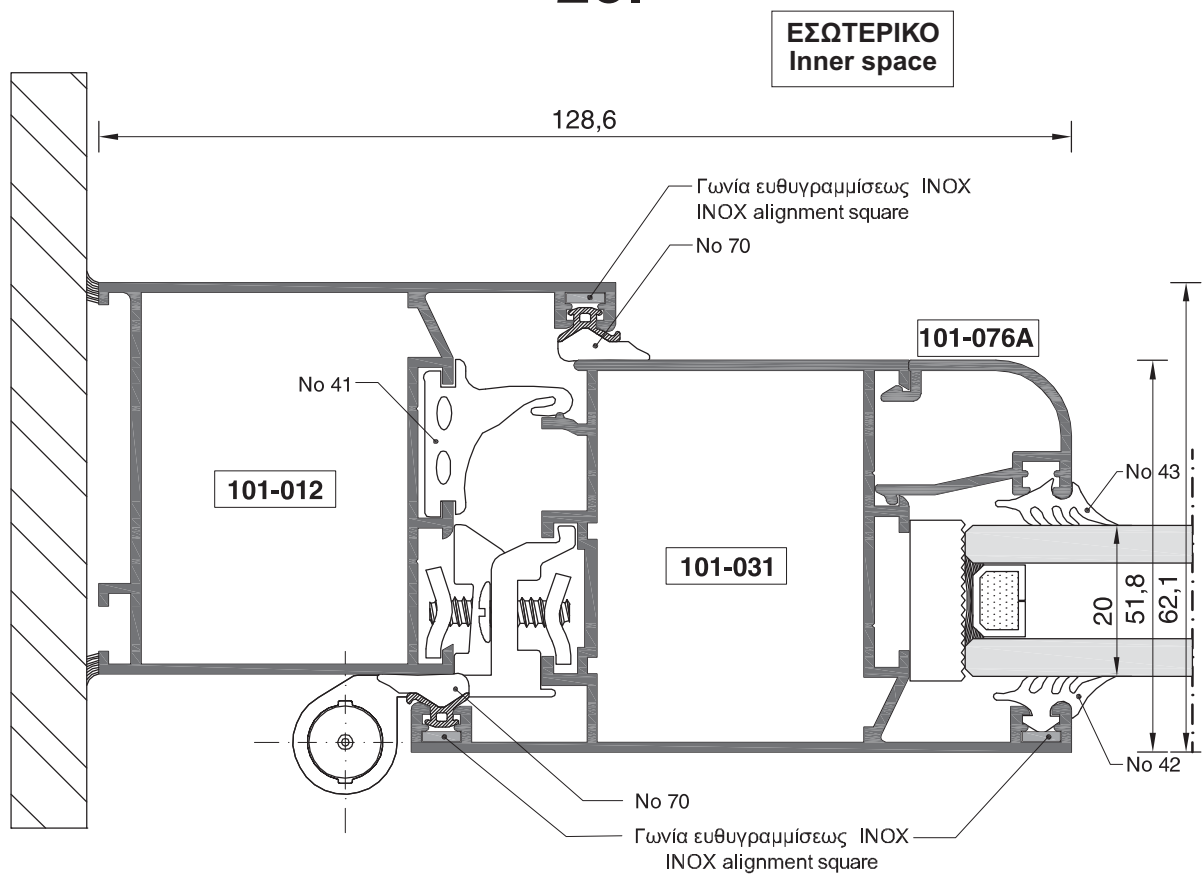 ΕΣΩΤΕΡΙΚΟ
Inner space
128,6
Γωνία ευθυγραμμίσεως INOX
INOX alignment square
No 70
101-076A
No 41
No 43
101-012
101-031
20
51,8
62,1
No 42
No 70
Γωνία ευθυγραμμίσεως INOX
INOX alignment square